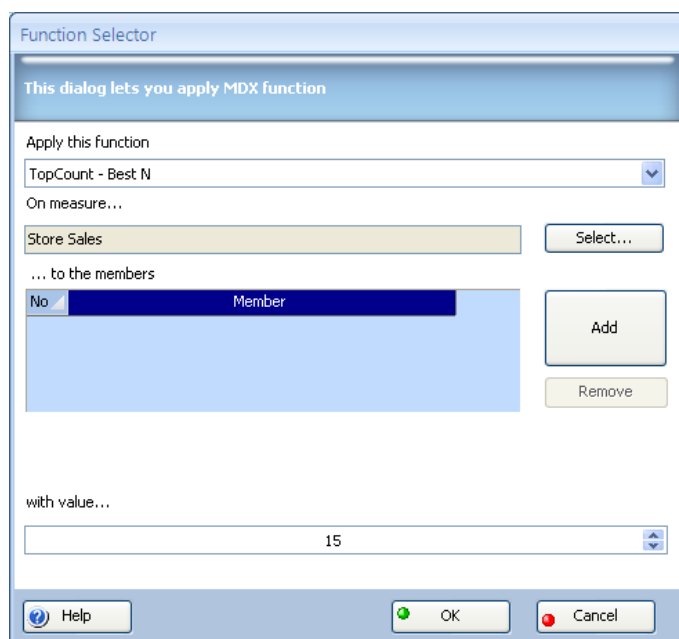 Function Selector
This dialog lets you apply MDX function
Apply this function
TopCount - Best N
On measure...
Store Sales
Select...
... to the members
No Member
Add
Remove
with value...
15
Help OK Cancel